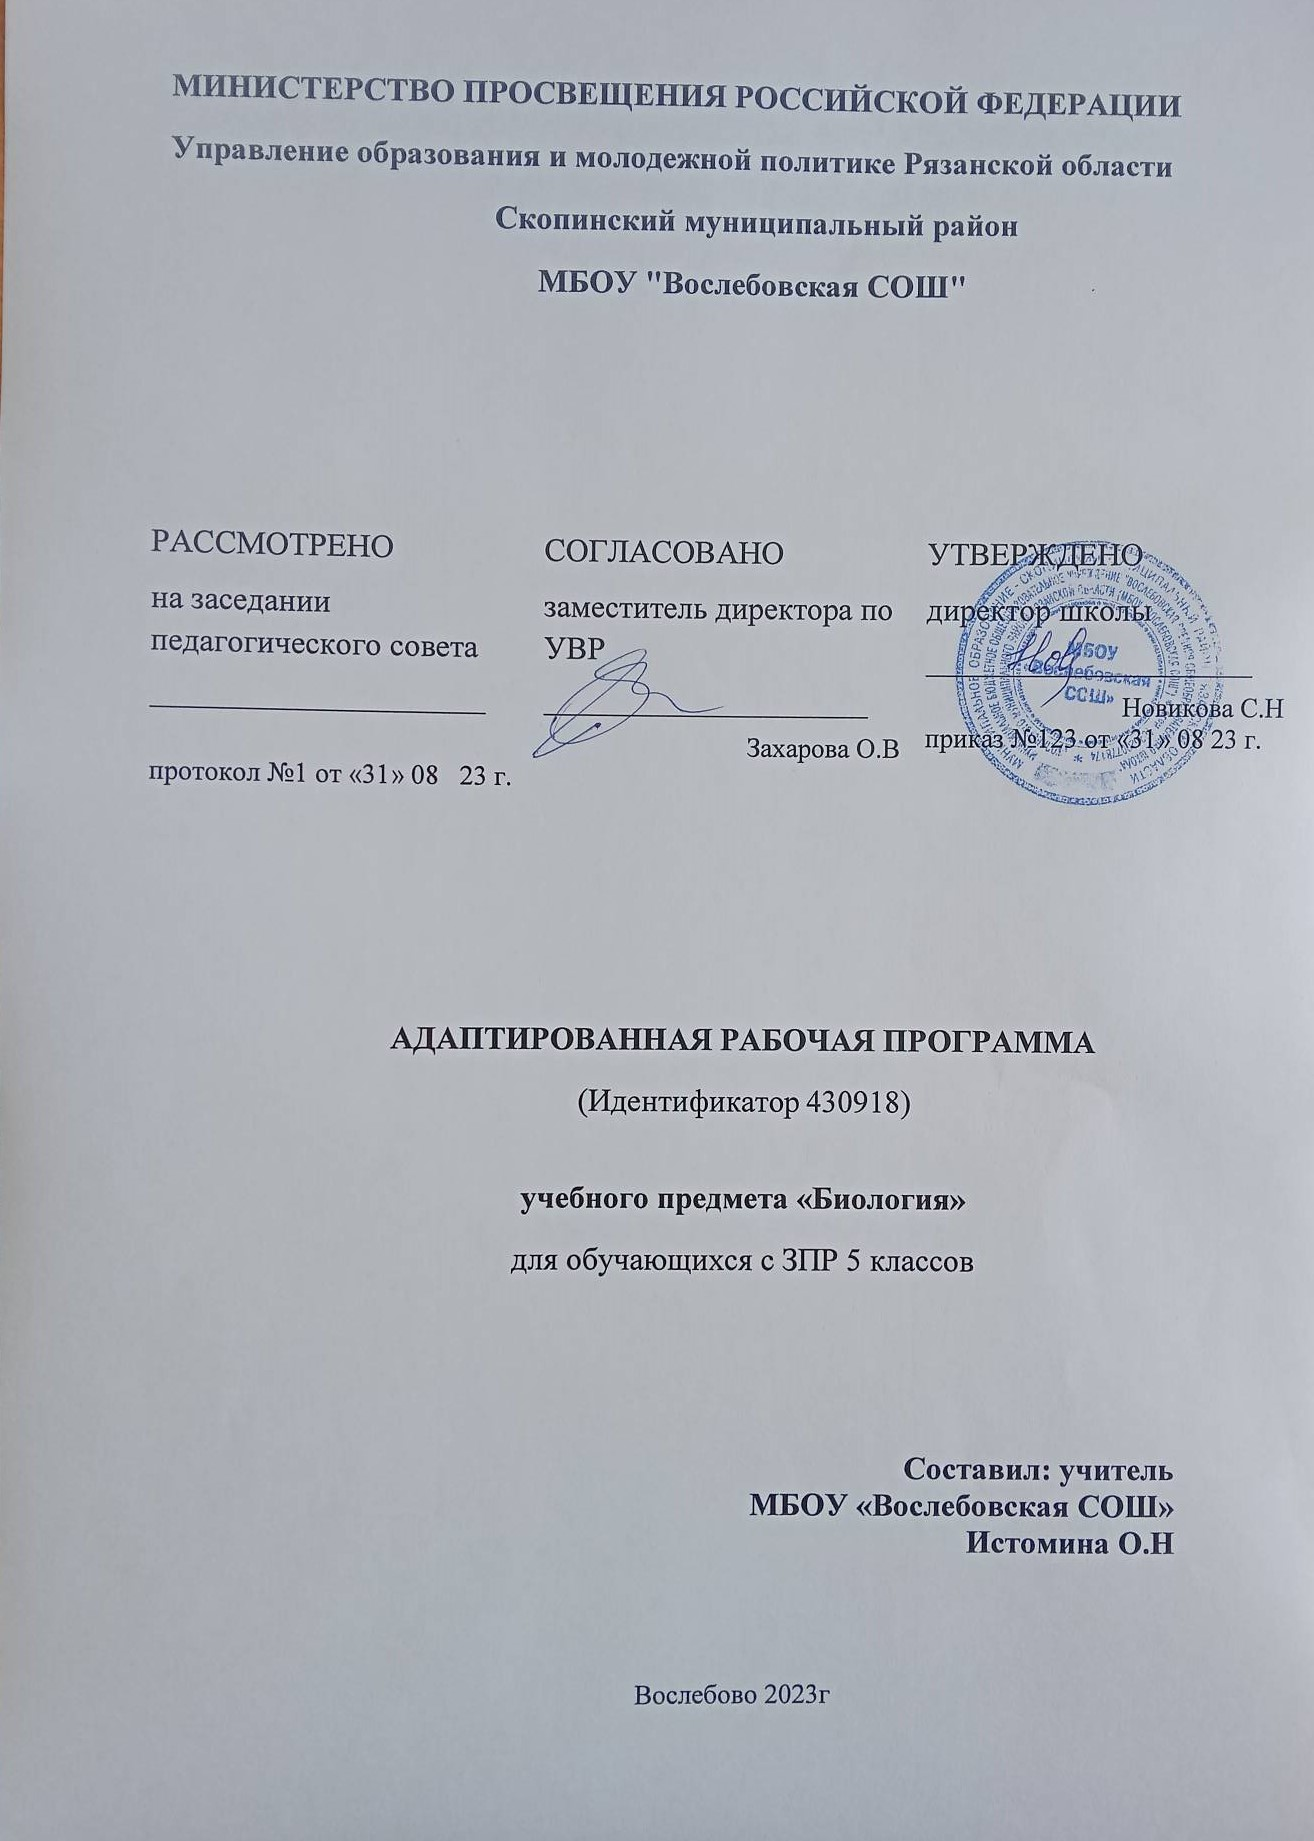 МИНИСТЕРСТВО ПРОСВЕЩЕНИЯ РОССИЙСКОЙ ФЕДЕРАЦИИ
Управление образования и молодежной политике Рязанской области
Скопинский муниципальный район
МБОУ "Вослебовская СОШ"
РАССМОТРЕНО
на заседании
педагогического совета
протокол №1 от «31» 08 23 г.
СОГЛАСОВАНО
заместитель директора по
УВР
Захарова О.В
УТВЕРЖДЕНО
директор школы
МБОУ
«Вослебовская
СОШ»
Новикова С.Н
приказ №123 от «31» 08 23 г.
АДАПТИРОВАННАЯ РАБОЧАЯ ПРОГРАММА
(Идентификатор 430918)
учебного предмета «Биология»
для обучающихся с ЗПР 5 классов
Составил: учитель
МБОУ «Вослебовская СОШ»
Истомина О.Н
Вослебово 2023г